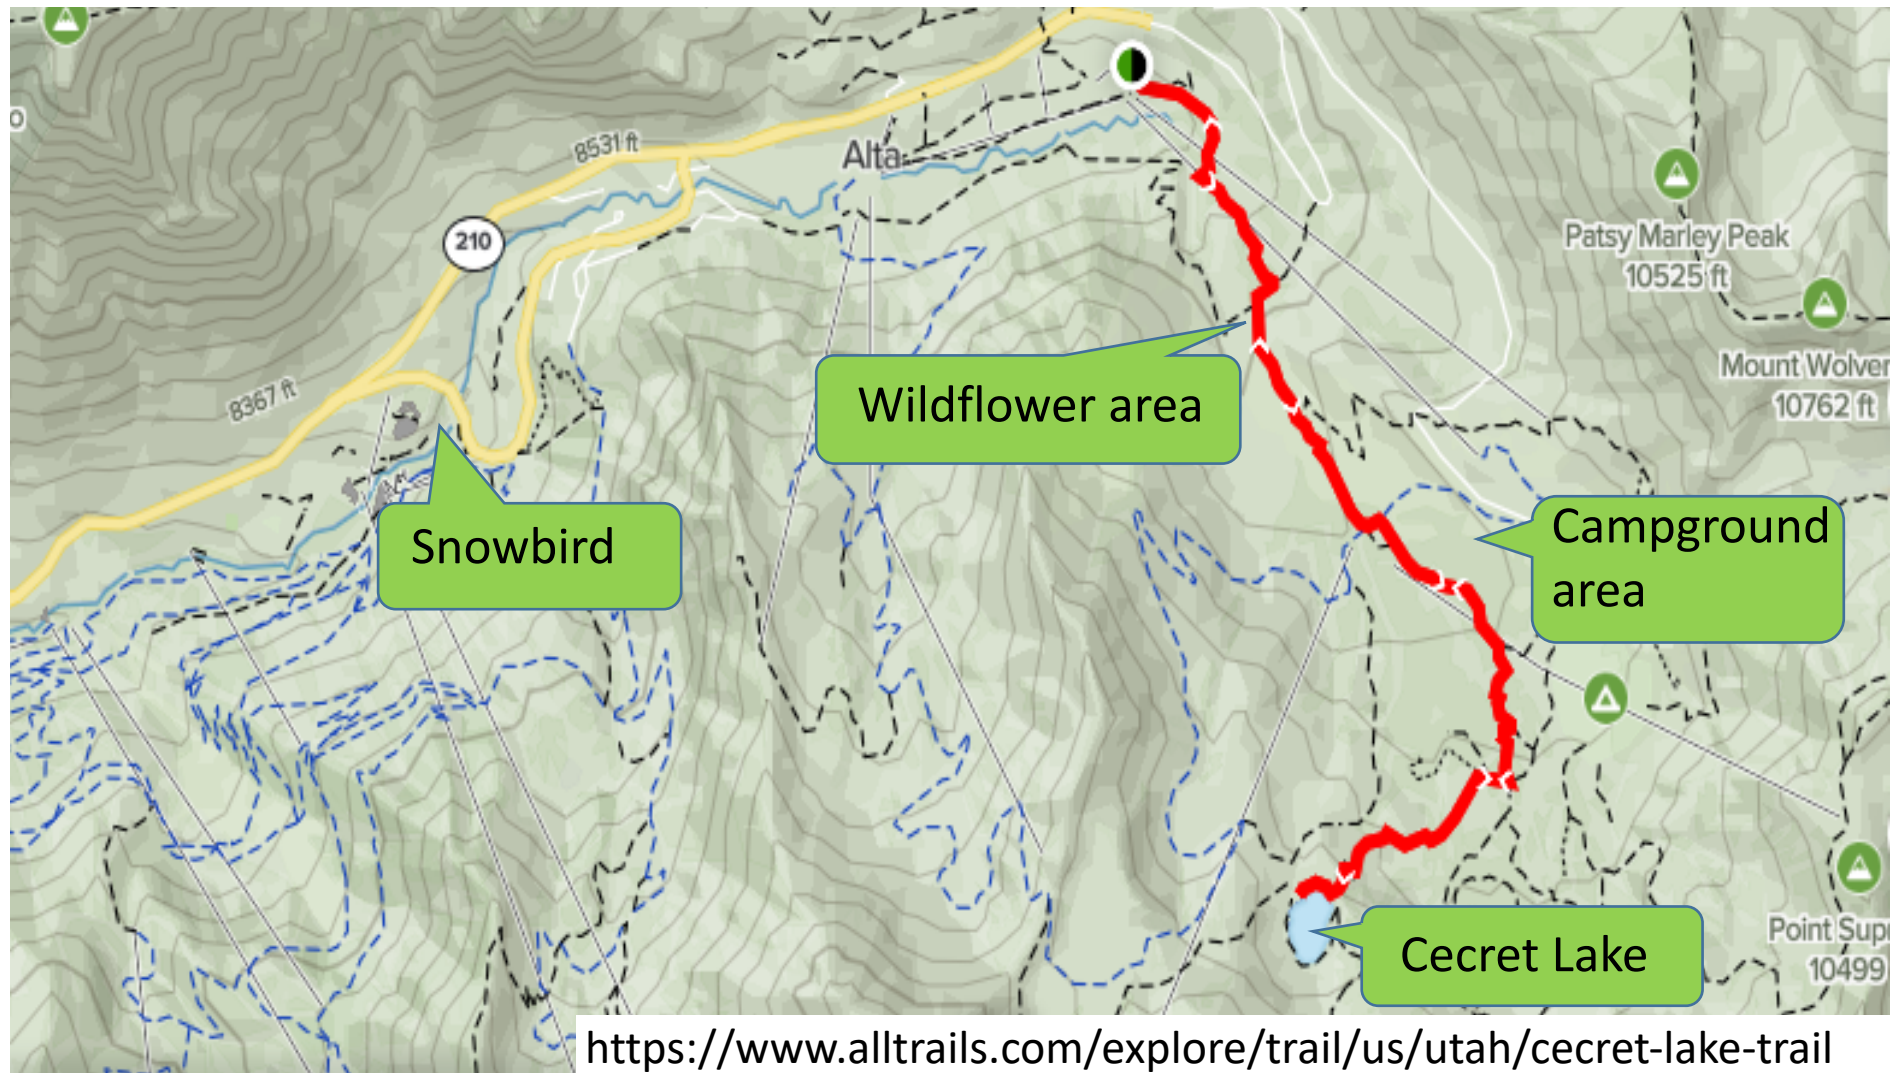 8531 ft
Alta
210
Patsy Marley Peak
10525 ft
Mount Wolver
10762 ft
8367 ft
Wildflower area
Snowbird
Campground
area
Point Sup
10499
Cecret Lake
https://www.alltrails.com/explore/trail/us/utah/cecret-lake-trail